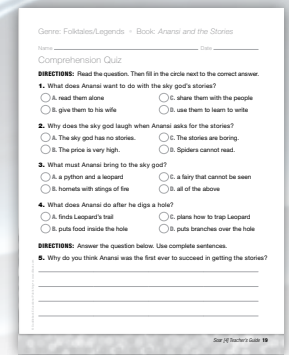 Genre: Folktales/Legends • Book: Anansi and the Stories
Name Date
Comprehension Quiz
DIRECTIONS: Read the question. Then fill in the circle next to the correct answer.
1. What does Anansi want to do with the sky god's stories?
A. read them alone C. share them with the people
B. give them to his wife D. use them to learn to write
2. Why does the sky god laugh when Anansi asks for the stories?
A. The sky god has no stories. C. The stories are boring.
B. The price is very high. D. Spiders cannot read.
3. What must Anansi bring to the sky god?
A. a python and a leopard C. a fairy that cannot be seen
B. hornets with stings of fire D. all of the above
4. What does Anansi do after he digs a hole?
A. finds Leopard's trail C. plans how to trap Leopard
B. puts food inside the hole D. puts branches over the hole
DIRECTIONS: Answer the question below. Use complete sentences.
5. Why do you think Anansi was the first ever to succeed in getting the stories?
Soar [4] Teacher's Guide 19